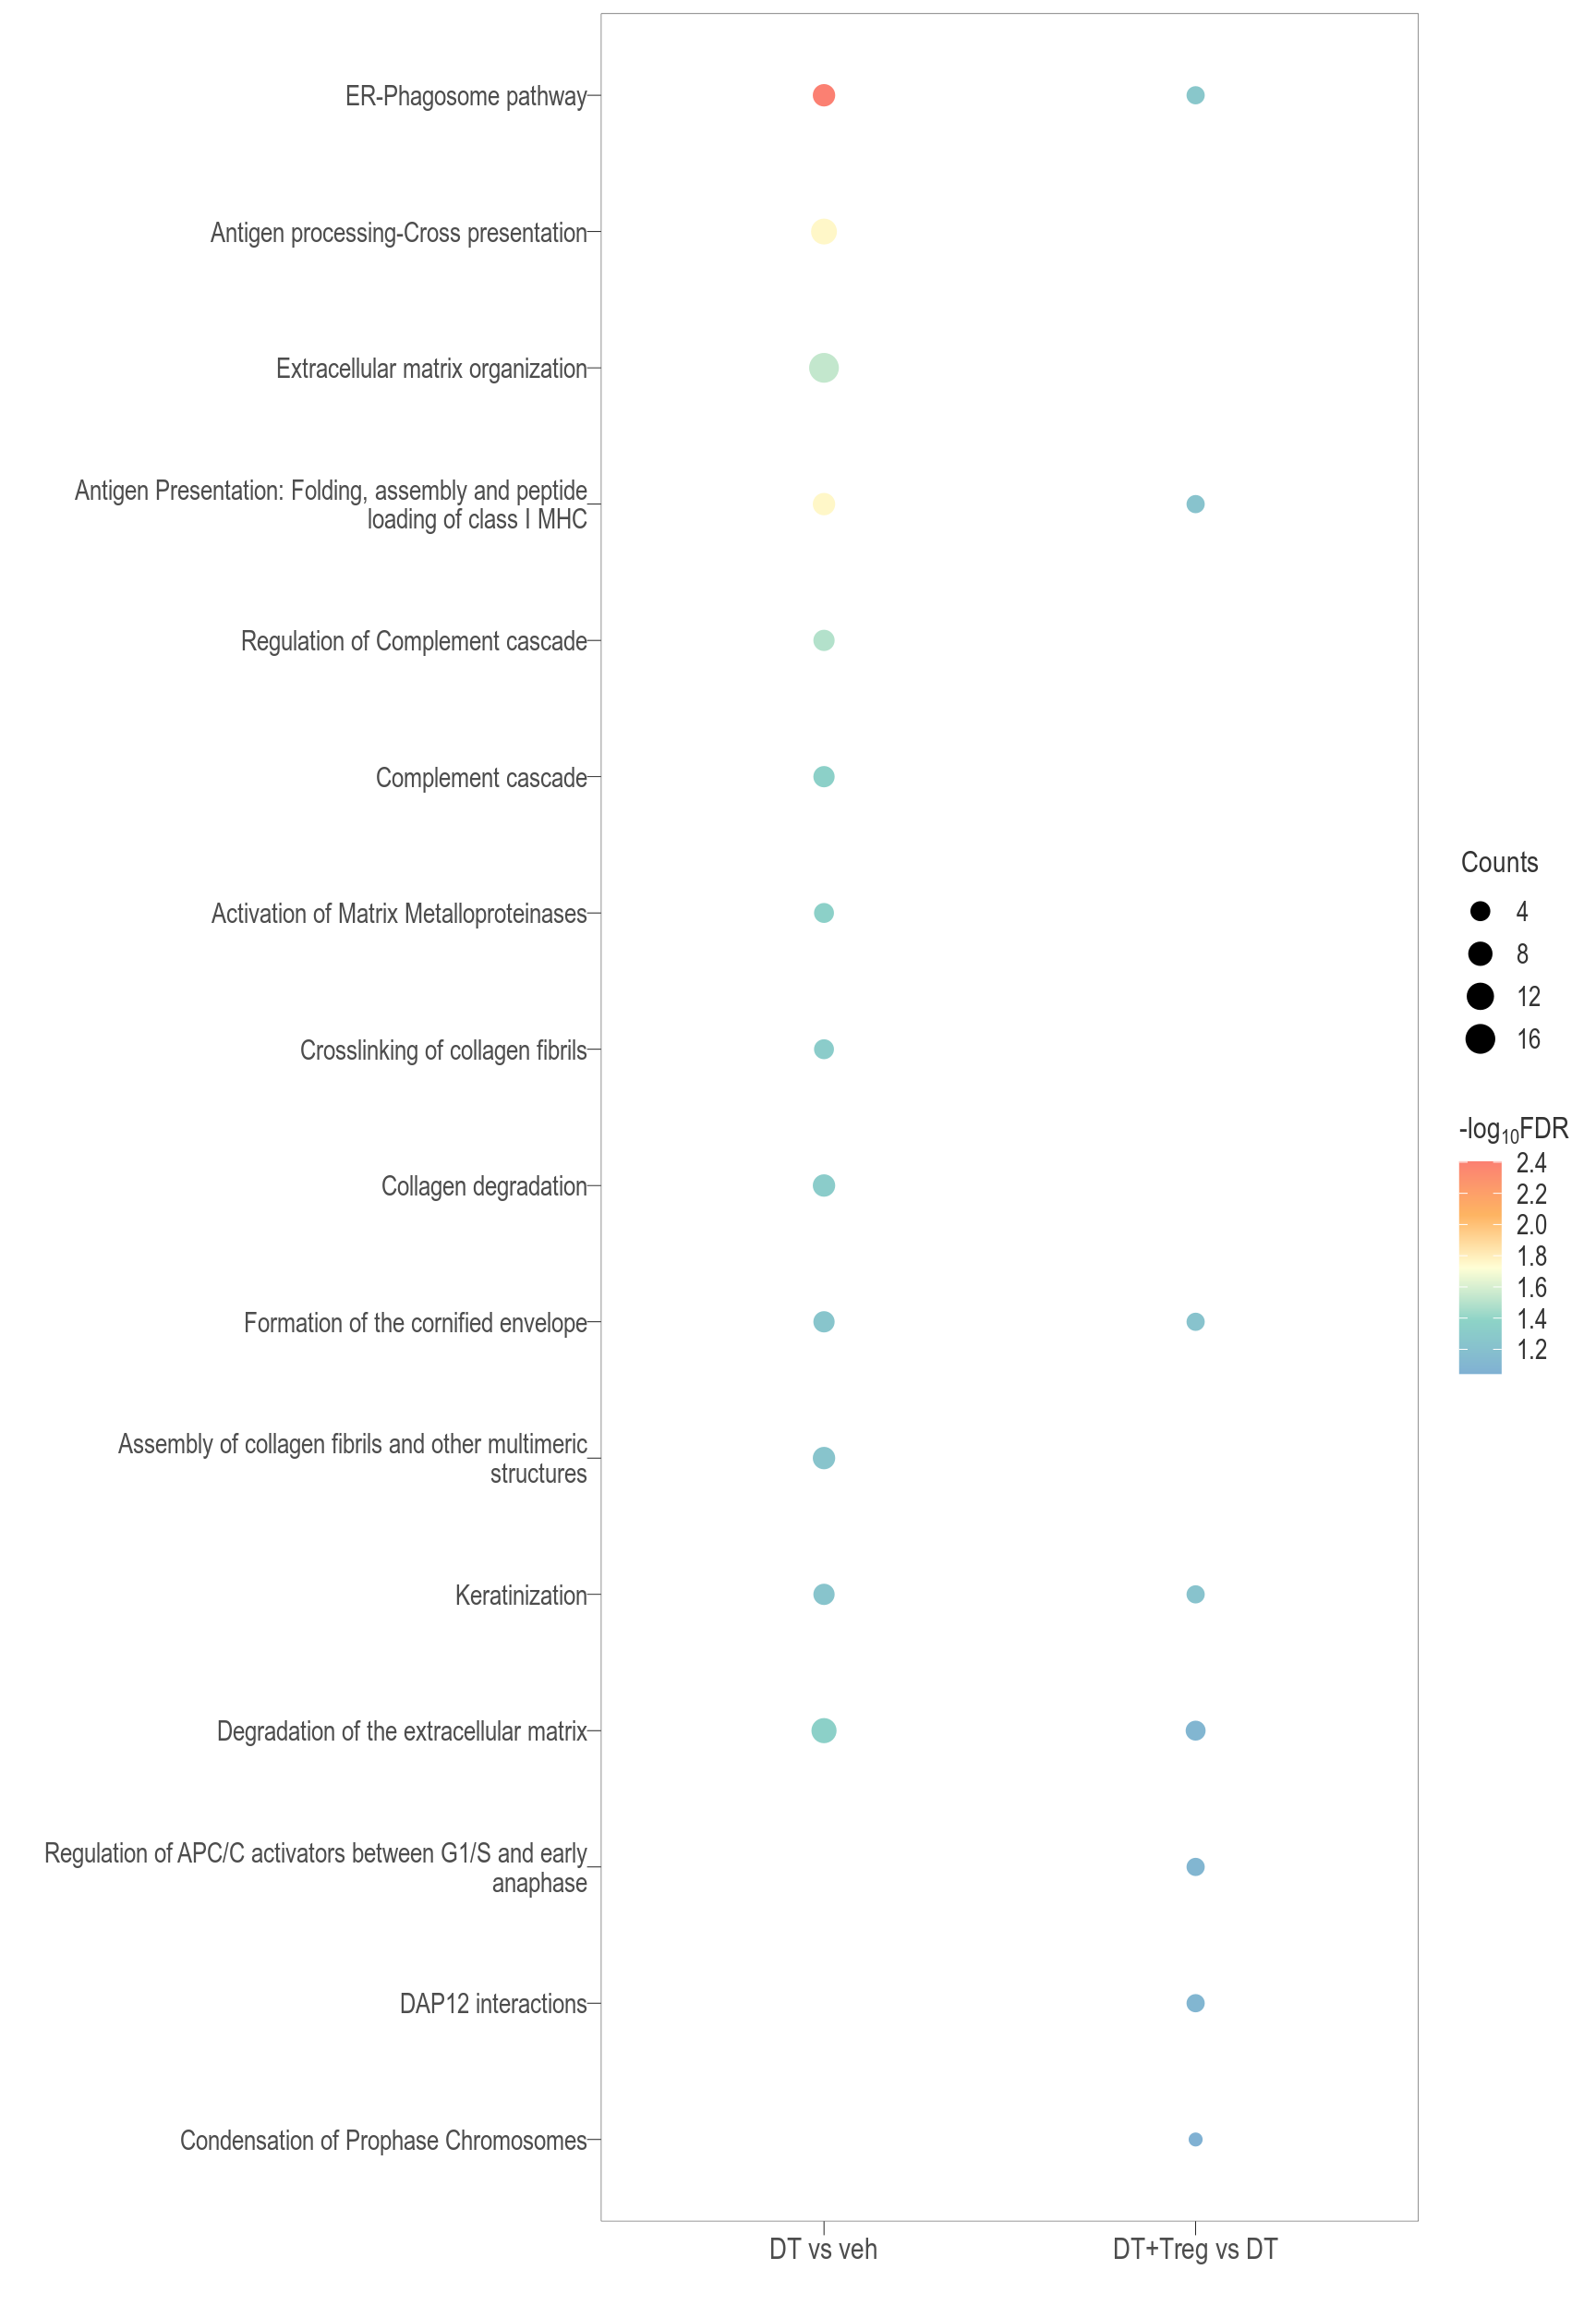 ER-Phagosome pathway
Antigen processing-Cross presentation
Extracellular matrix organization
Antigen Presentation: Folding, assembly and peptide
loading of class I MHC
Regulation of Complement cascade
Complement cascade
Activation of Matrix Metalloproteinases
Crosslinking of collagen fibrils
Collagen degradation
Formation of the cornified envelope
Assembly of collagen fibrils and other multimeric
structures
Keratinization
Degradation of the extracellular matrix
Regulation of APC/C activators between G1/S and early
anaphase
DAP12 interactions
Condensation of Prophase Chromosomes
DT vs veh
DT+Treg vs DT
Counts
4
8
12
16
-log₁₀FDR
2.4
2.2
2.0
1.8
1.6
1.4
1.2